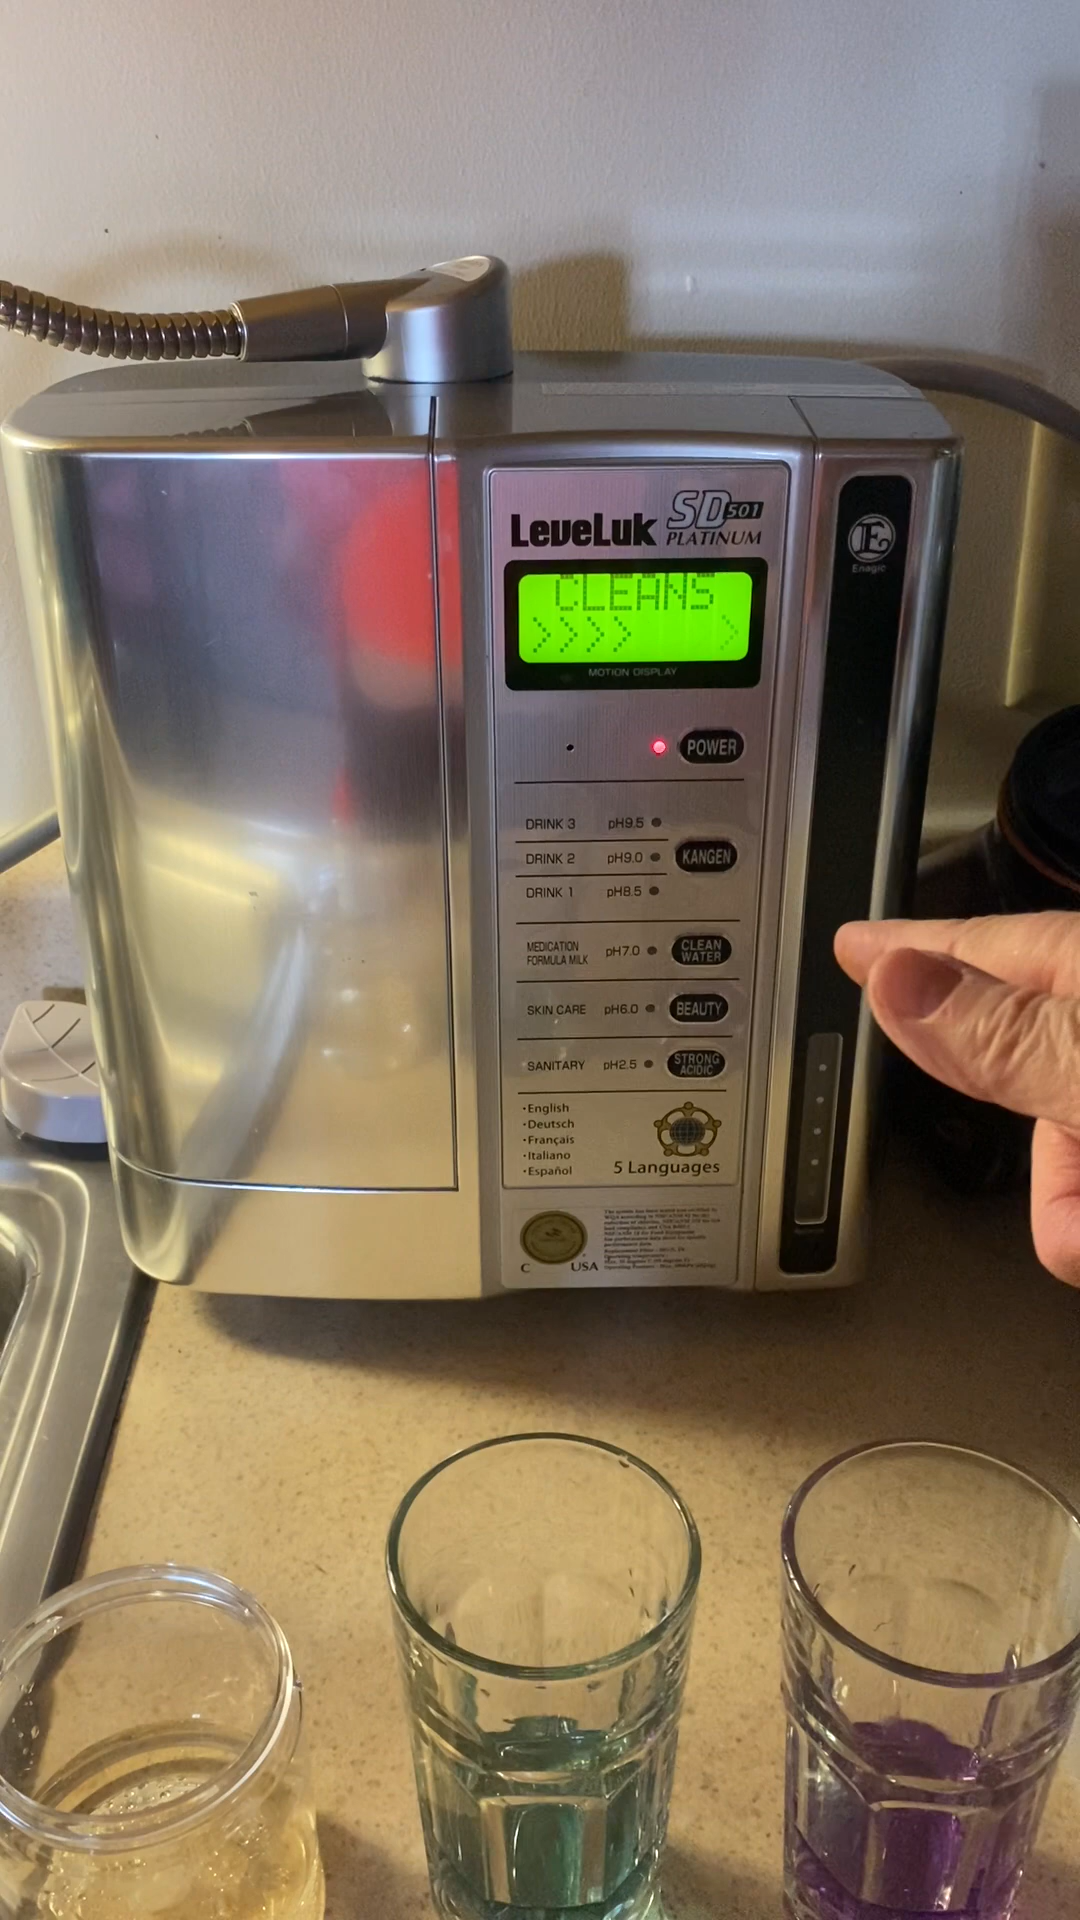 SD501
LeveLuk PLATINUM
E
Enagic
CLEANS
>>>> >
MOTION DISPLAY
POWER
DRINK 3 pH9.5
DRINK 2 pH9.0 KANGEN
DRINK 1 pH8.5
MEDICATION
FORMULA MILK pH7.0 CLEAN
WATER
SKIN CARE pH6.0 BEAUTY
SANITARY pH2.5 STRONG
ACIDIC
·English
·Deutsch
·Français
·Italiano
·Español
5 Languages
C USA